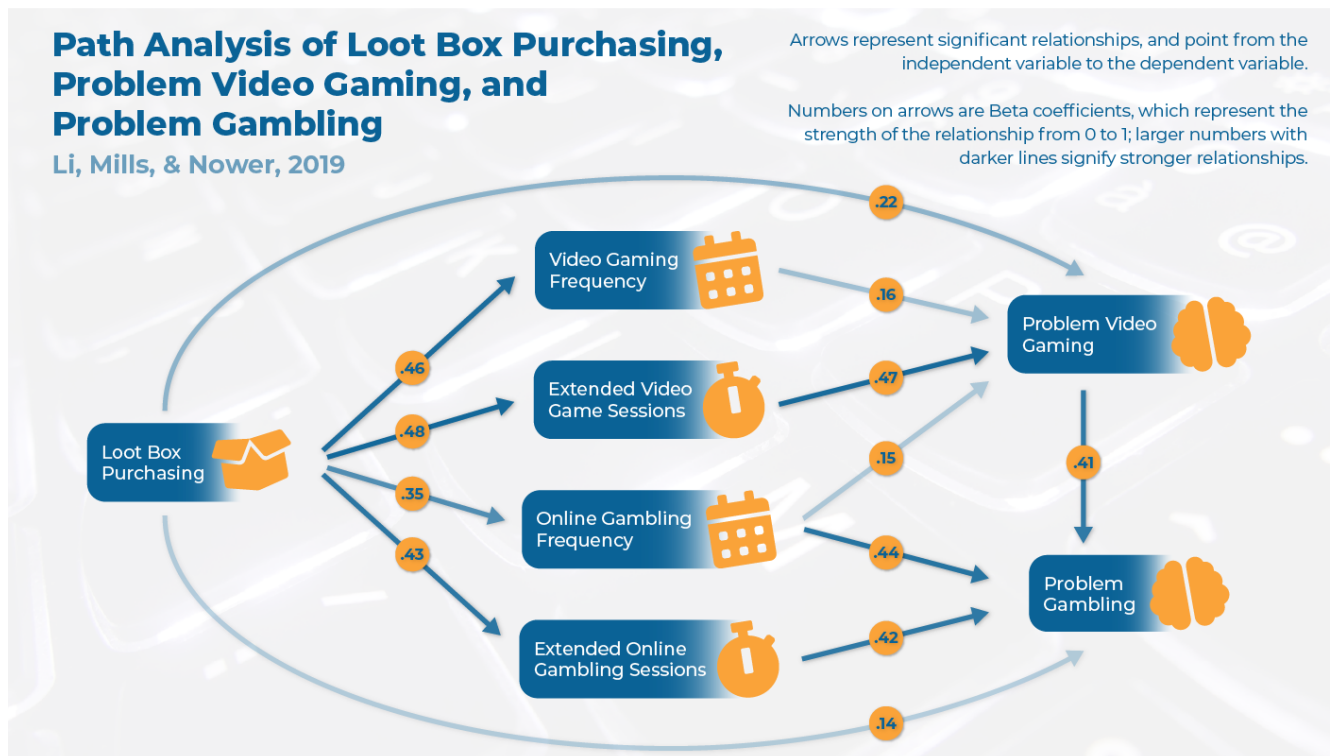 Path Analysis of Loot Box Purchasing,
Problem Video Gaming, and
Problem Gambling
Li, Mills, & Nower, 2019
Arrows represent significant relationships, and point from the
independent variable to the dependent variable.
Numbers on arrows are Beta coefficients, which represent the
strength of the relationship from 0 to 1; larger numbers with
darker lines signify stronger relationships.
.22
Video Gaming
Frequency
.16
Problem Video
Gaming
.46
Extended Video
Game Sessions
.47
.48
Loot Box
Purchasing
.35
Online Gambling
Frequency
.15
.41
.43
.44
Problem
Gambling
Extended Online
Gambling Sessions
.42
.14